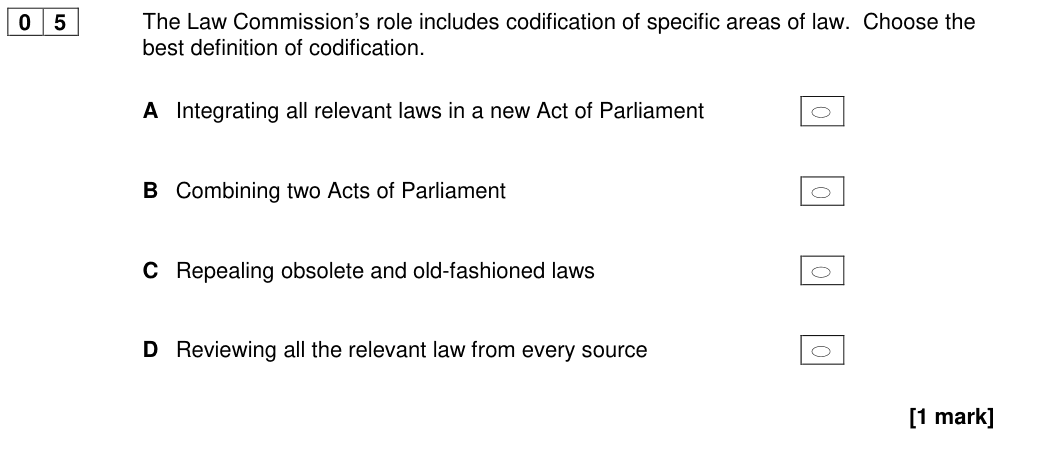 0 5 The Law Commission’s role includes codification of specific areas of law.  Choose the
best definition of codification.
A Integrating all relevant laws in a new Act of Parliament
B Combining two Acts of Parliament
C Repealing obsolete and old-fashioned laws
D Reviewing all the relevant law from every source
[1 mark]